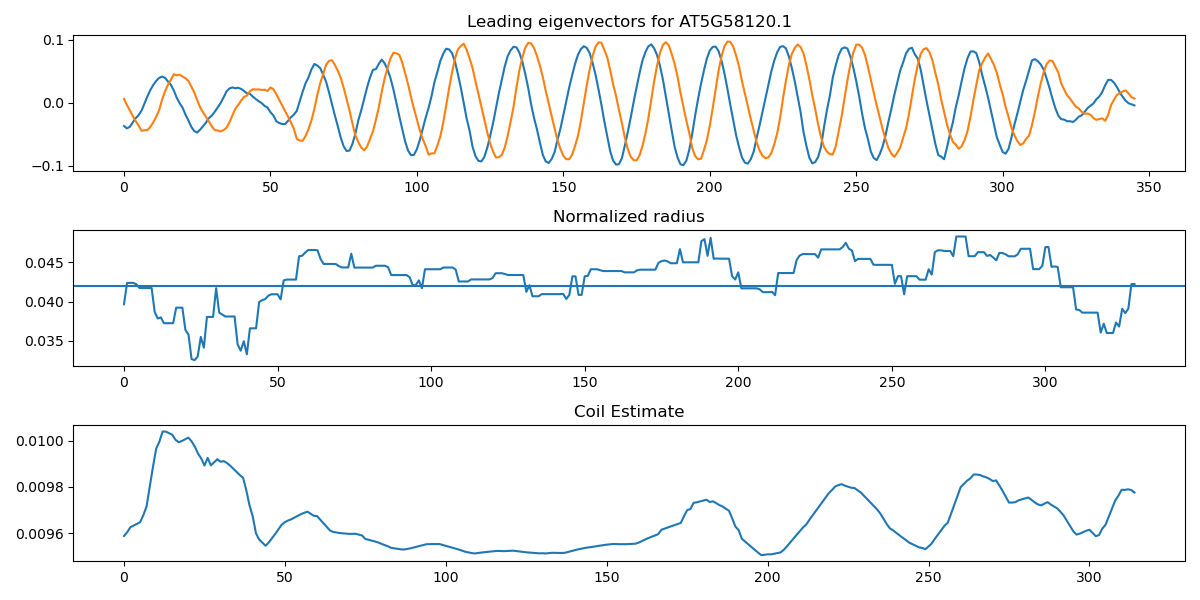 Leading eigenvectors for AT5G58120.1
0.1
0.0
−0.1
0 50 100 150 200 250 300 350
Normalized radius
0.045
0.040
0.035
0 50 100 150 200 250 300
Coil Estimate
0.0100
0.0098
0.0096
0 50 100 150 200 250 300